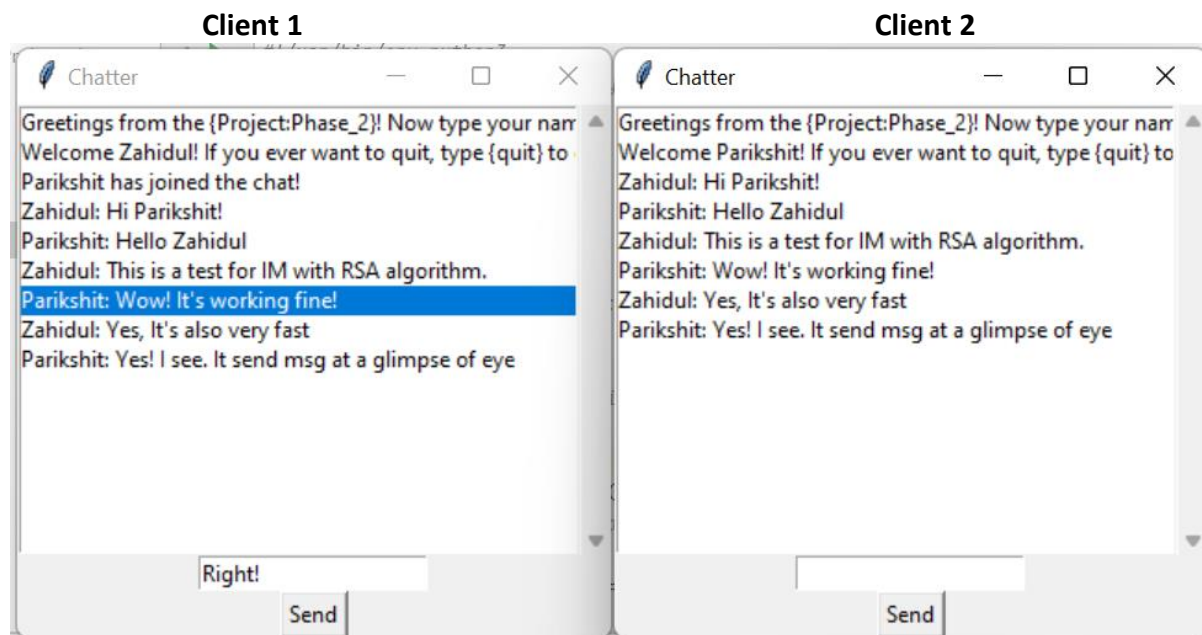 Client 1
Client 2
#!/usr/bin/env python3
Chatter
Greetings from the {Project:Phase_2}! Now type your nam
Welcome Zahidul! If you ever want to quit, type {quit} to
Parikshit has joined the chat!
Zahidul: Hi Parikshit!
Parikshit: Hello Zahidul
Zahidul: This is a test for IM with RSA algorithm.
Parikshit: Wow! It's working fine!
Zahidul: Yes, It's also very fast
Parikshit: Yes! I see. It send msg at a glimpse of eye
Right!
Send
Chatter
Greetings from the {Project:Phase_2}! Now type your nam
Welcome Parikshit! If you ever want to quit, type {quit} to
Zahidul: Hi Parikshit!
Parikshit: Hello Zahidul
Zahidul: This is a test for IM with RSA algorithm.
Parikshit: Wow! It's working fine!
Zahidul: Yes, It's also very fast
Parikshit: Yes! I see. It send msg at a glimpse of eye
Send